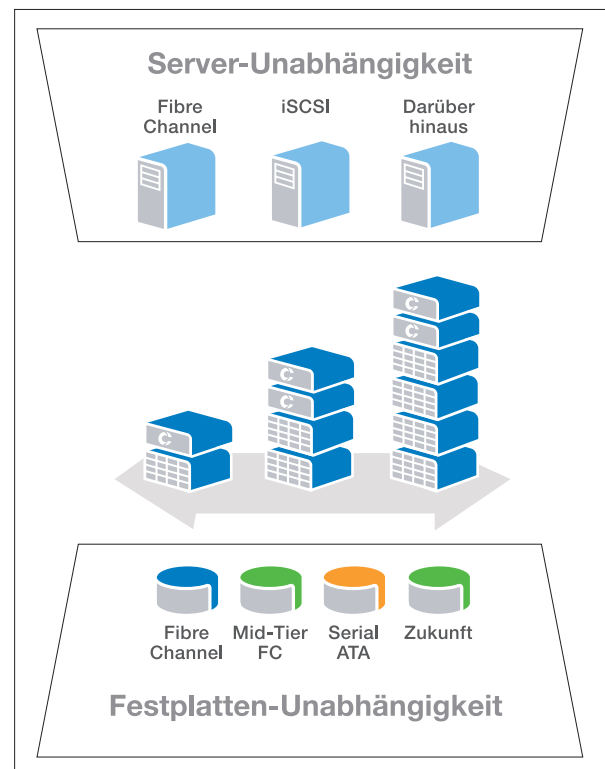 Server-Unabhängigkeit
Fibre
Channel
iSCSI
Darüber
hinaus
Fibre
Channel
Mid-Tier
FC
Serial
ATA
Zukunft
Festplatten-Unabhängigkeit